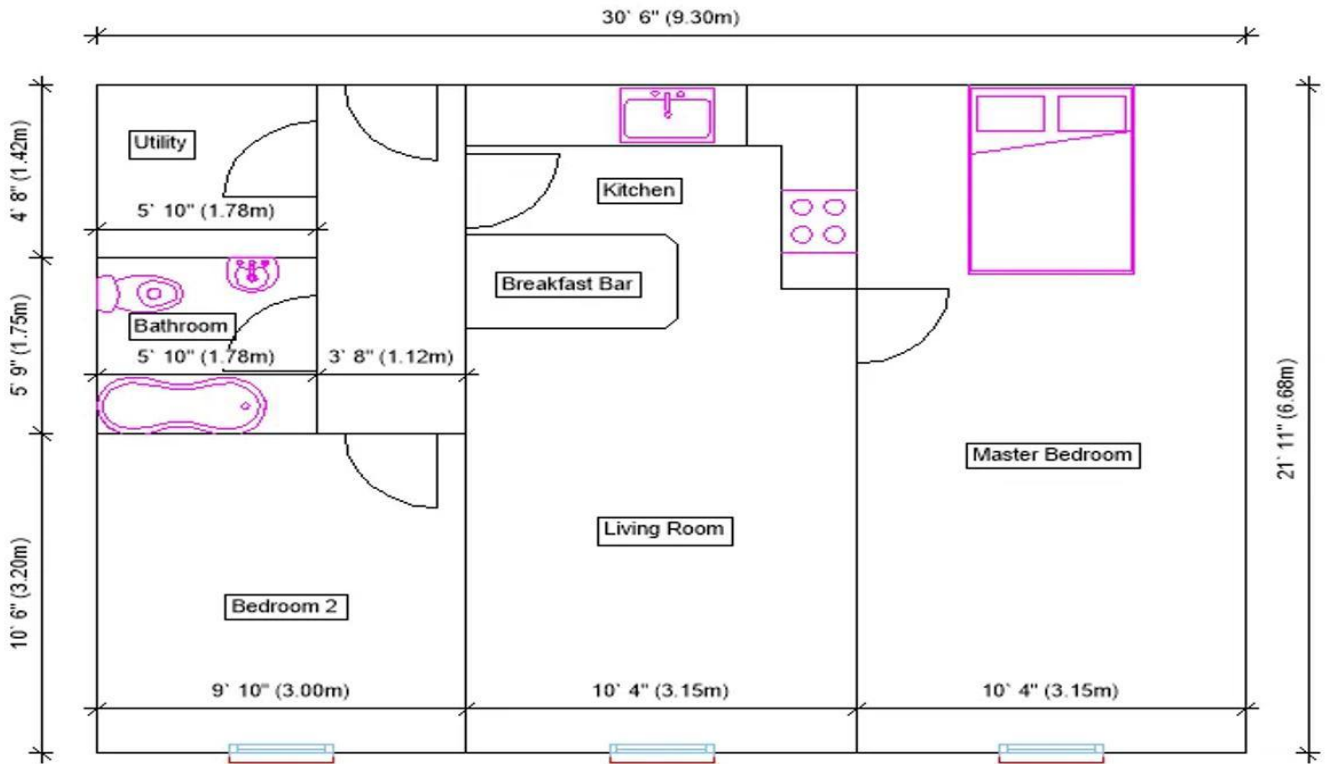 30` 6" (9.30m)
4` 8" (1.42m)
Utility
5` 10" (1.78m)
Kitchen
Breakfast Bar
5` 9" (1.75m)
Bathroom
5` 10" (1.78m)
3` 8" (1.12m)
21` 11" (6.68m)
Master Bedroom
Living Room
10` 6" (3.20m)
Bedroom 2
9` 10" (3.00m)
10` 4" (3.15m)
10` 4" (3.15m)